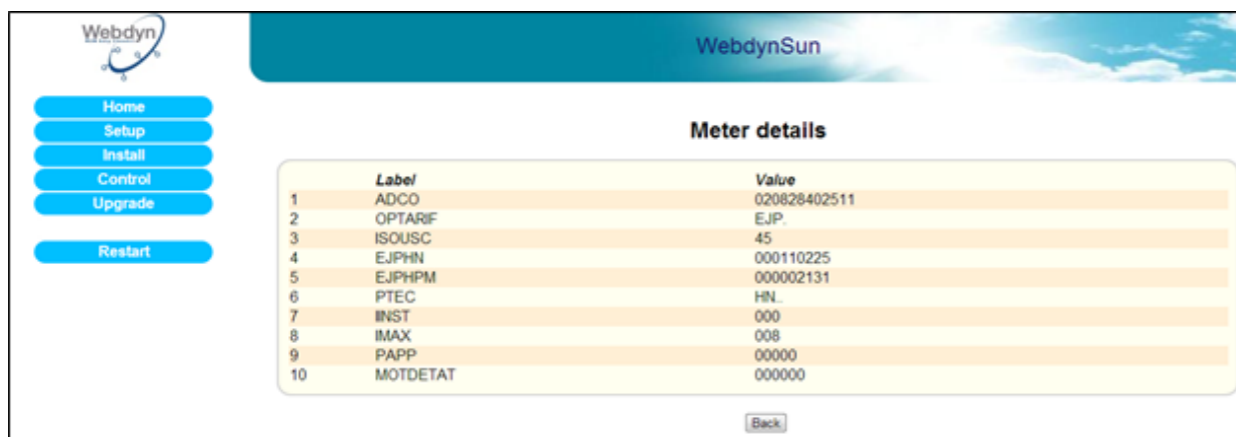 Webdyn
WebdynSun
Home
Setup
Install
Control
Upgrade
Restart
Meter details
Label Value
1 ADCO 020828402511
2 OPTARIF EJP.
3 ISOUSC 45
4 EJPHN 000110225
5 EJPHPM 000002131
6 PTEC HN..
7 IINST 000
8 IMAX 008
9 PAPP 00000
10 MOTDETAT 000000
Back